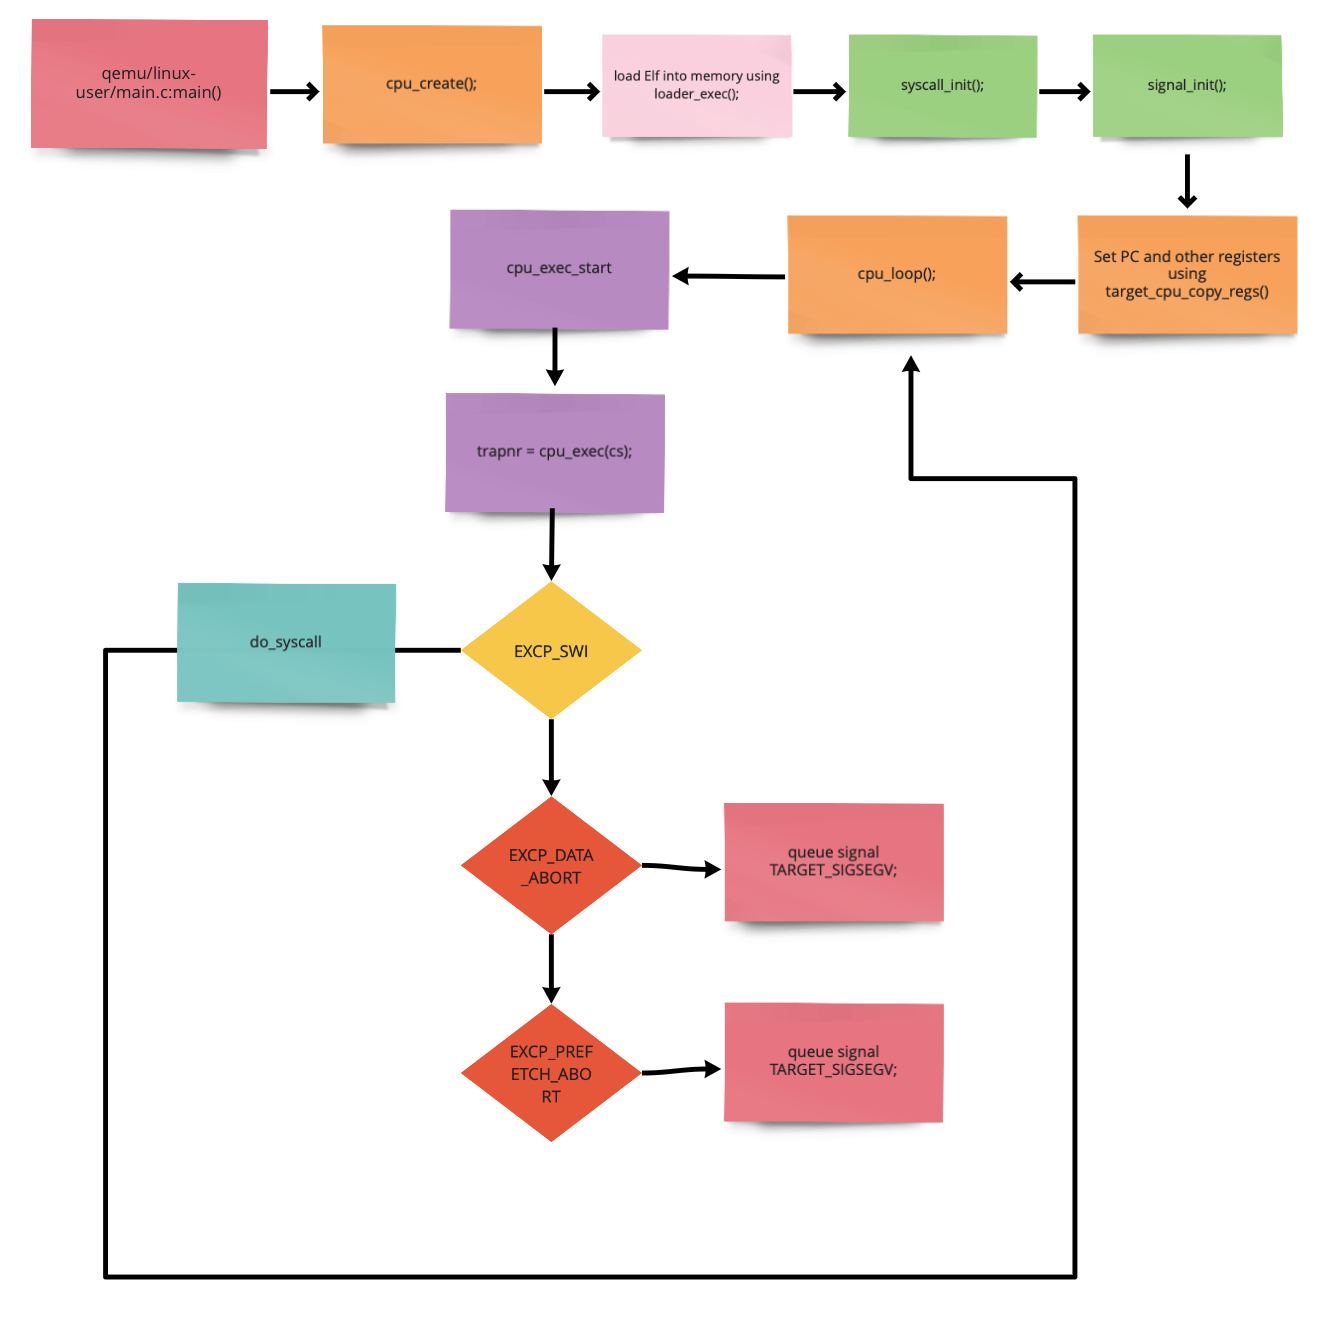 qemu/linux-
user/main.c:main()
cpu_create();
load Elf into memory using
loader_exec();
syscall_init();
signal_init();
cpu_exec_start
cpu_loop();
Set PC and other registers
using
target_cpu_copy_regs()
trapnr = cpu_exec(cs);
do_syscall
EXCP_SWI
EXCP_DATA
_ABORT
queue signal
TARGET_SIGSEGV;
EXCP_PREF
ETCH_ABO
RT
queue signal
TARGET_SIGSEGV;